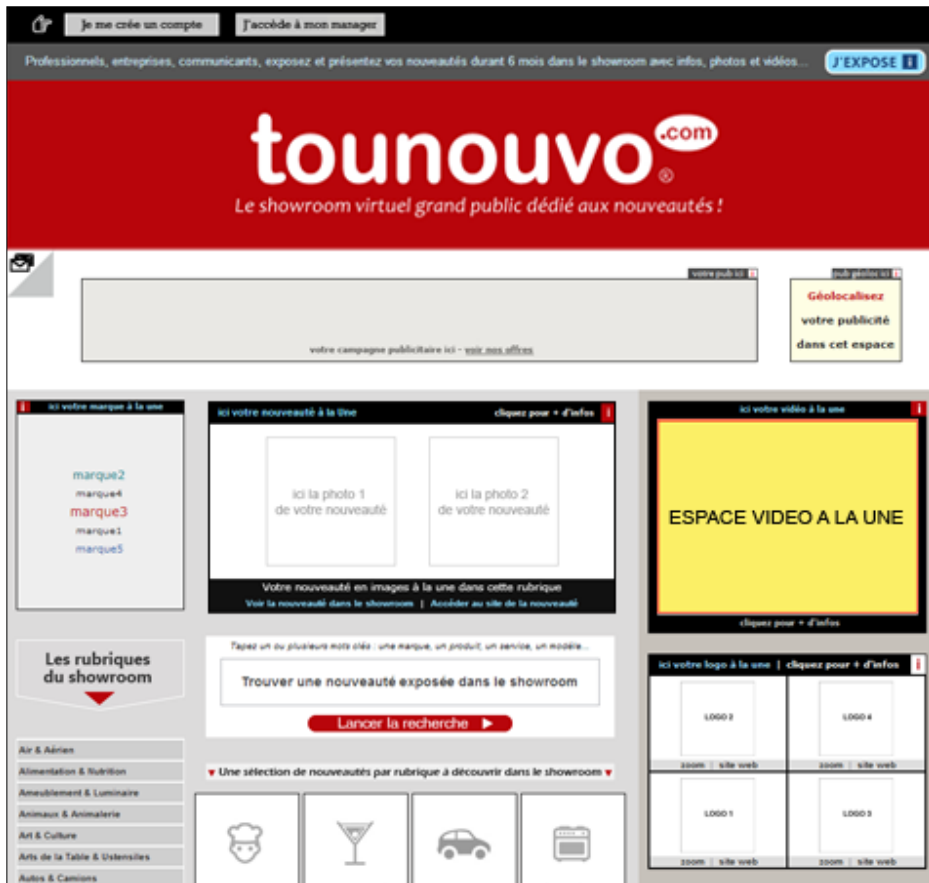 Je me crée un compte
J'accède à mon manager
Professionnels, entreprises, communicants, exposez et présentez vos nouveautés durant 6 mois dans le showroom avec infos, photos et vidéos...
J'EXPOSE i
tounouvo.com
®
Le showroom virtuel grand public dédié aux nouveautés !
votre pub ici i
votre campagne publicitaire ici - voir nos offres
pub géoloc ici i
Géolocalisez
votre publicité
dans cet espace
i ici votre marque à la une
marque2
marque4
marque3
marque1
marque5
ici votre nouveauté à la Une cliquez pour + d'infos i
ici la photo 1
de votre nouveauté
ici la photo 2
de votre nouveauté
Votre nouveauté en images à la une dans cette rubrique
Voir la nouveauté dans le showroom | Accéder au site de la nouveauté
ici votre vidéo à la une i
ESPACE VIDEO A LA UNE
cliquez pour + d'infos
Les rubriques
du showroom
Air & Aérien
Alimentation & Nutrition
Ameublement & Luminaire
Animaux & Animalerie
Art & Culture
Arts de la Table & Ustensiles
Autos & Camions
Tapez un ou plusieurs mots clés : une marque, un produit, un service, un modèle...
Trouver une nouveauté exposée dans le showroom
Lancer la recherche
Une sélection de nouveautés par rubrique à découvrir dans le showroom
ici votre logo à la une | cliquez pour + d'infos i
LOGO 2
zoom | site web
LOGO 4
zoom | site web
LOGO 1
zoom | site web
LOGO 3
zoom | site web